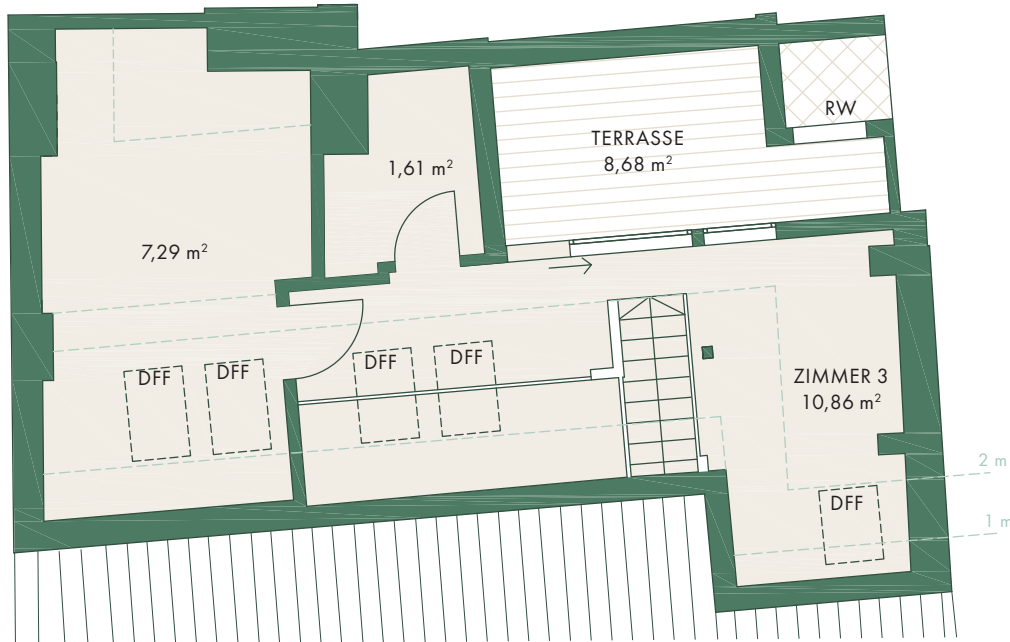 RW
TERRASSE
8,68 m²
1,61 m²
7,29 m²
DFF
DFF
DFF
DFF
ZIMMER 3
10,86 m²
2 m
DFF
1 m